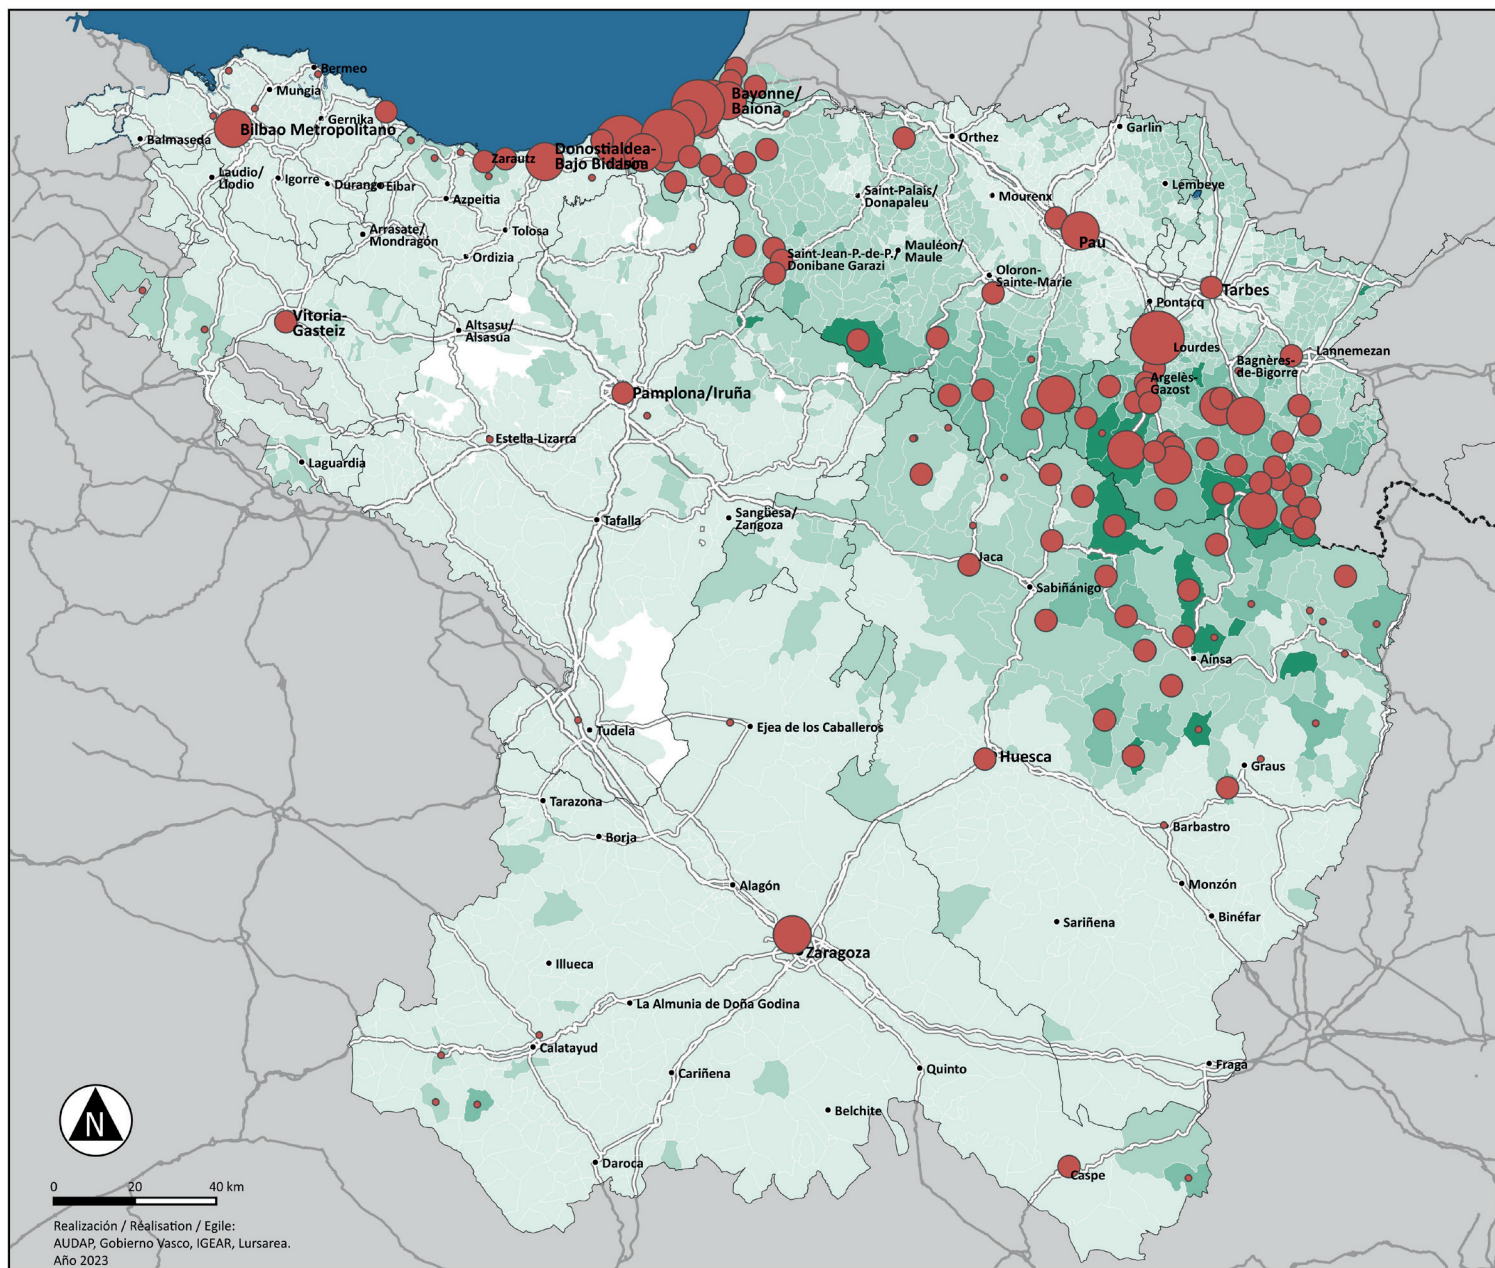 Bermeo
Mungia
Gernika
Bilbao Metropolitano
Balmaseda
Laudio/
Llodio
Igorre
Durango
Eibar
Zarautz
Donostialdea-
Bajo Bidasoa
Bayonne/
Baiona
Orthez
Garlin
Azpeitia
Saint-Palais/
Donapaleu
Mourenx
Lembeye
Arrasate/
Mondragón
Tolosa
Ordizia
Pau
Mauléon/
Maule
Saint-Jean-P.-de-P./
Donibane Garazi
Oloron-
Sainte-Marie
Tarbes
Pontacq
Vitoria-
Gasteiz
Altsasu/
Alsasua
Lourdes
Lannemezan
Bagnères-
de-Bigorre
Argelès-
Gazost
Pamplona/Iruña
Estella-Lizarra
Laguardia
Tafalla
Sangüesa/
Zangoza
Jaca
Sabiñánigo
Ainsa
Tudela
Ejea de los Caballeros
Huesca
Graus
Tarazona
Borja
Barbastro
Alagón
Monzón
Binéfar
Sariñena
Zaragoza
Illueca
La Almunia de Doña Godina
Calatayud
Cariñena
Quinto
Fraga
Belchite
Daroca
Caspe
N
0 20 40 km
Realización / Réalisation / Egile:
AUDAP, Gobierno Vasco, IGEAR, Lursarea.
Año 2023